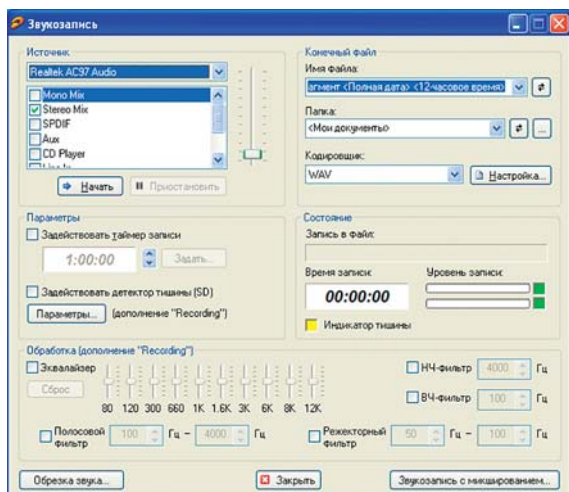 Звукозапись
Источник
Realtek AC97 Audio
Mono Mix
Stereo Mix
SPDIF
Aux
CD Player
Начать
Приостановить
Конечный файл
Имя файла:
агмент <Полная дата> <12-часовое время>
Папка:
<Мои документы>
...
Кодировщик:
WAV
Настройка...
Параметры
Задействовать таймер записи
1:00:00
Задать...
Задействовать детектор тишины (SD)
Параметры... (дополнение "Recording")
Состояние
Запись в файл:
Время записи: Уровень записи:
00:00:00
Индикатор тишины
Обработка (дополнение "Recording")
Эквалайзер
Сброс
80 120 300 660 1K 1.6K 3K 6K 8K 12K
НЧ-фильтр 4000 Гц
ВЧ-фильтр 100 Гц
Полосовой фильтр 100 Гц – 4000 Гц
Режекторный фильтр 50 Гц – 100 Гц
Обрезка звука... Закрыть Звукозапись с микшированием...